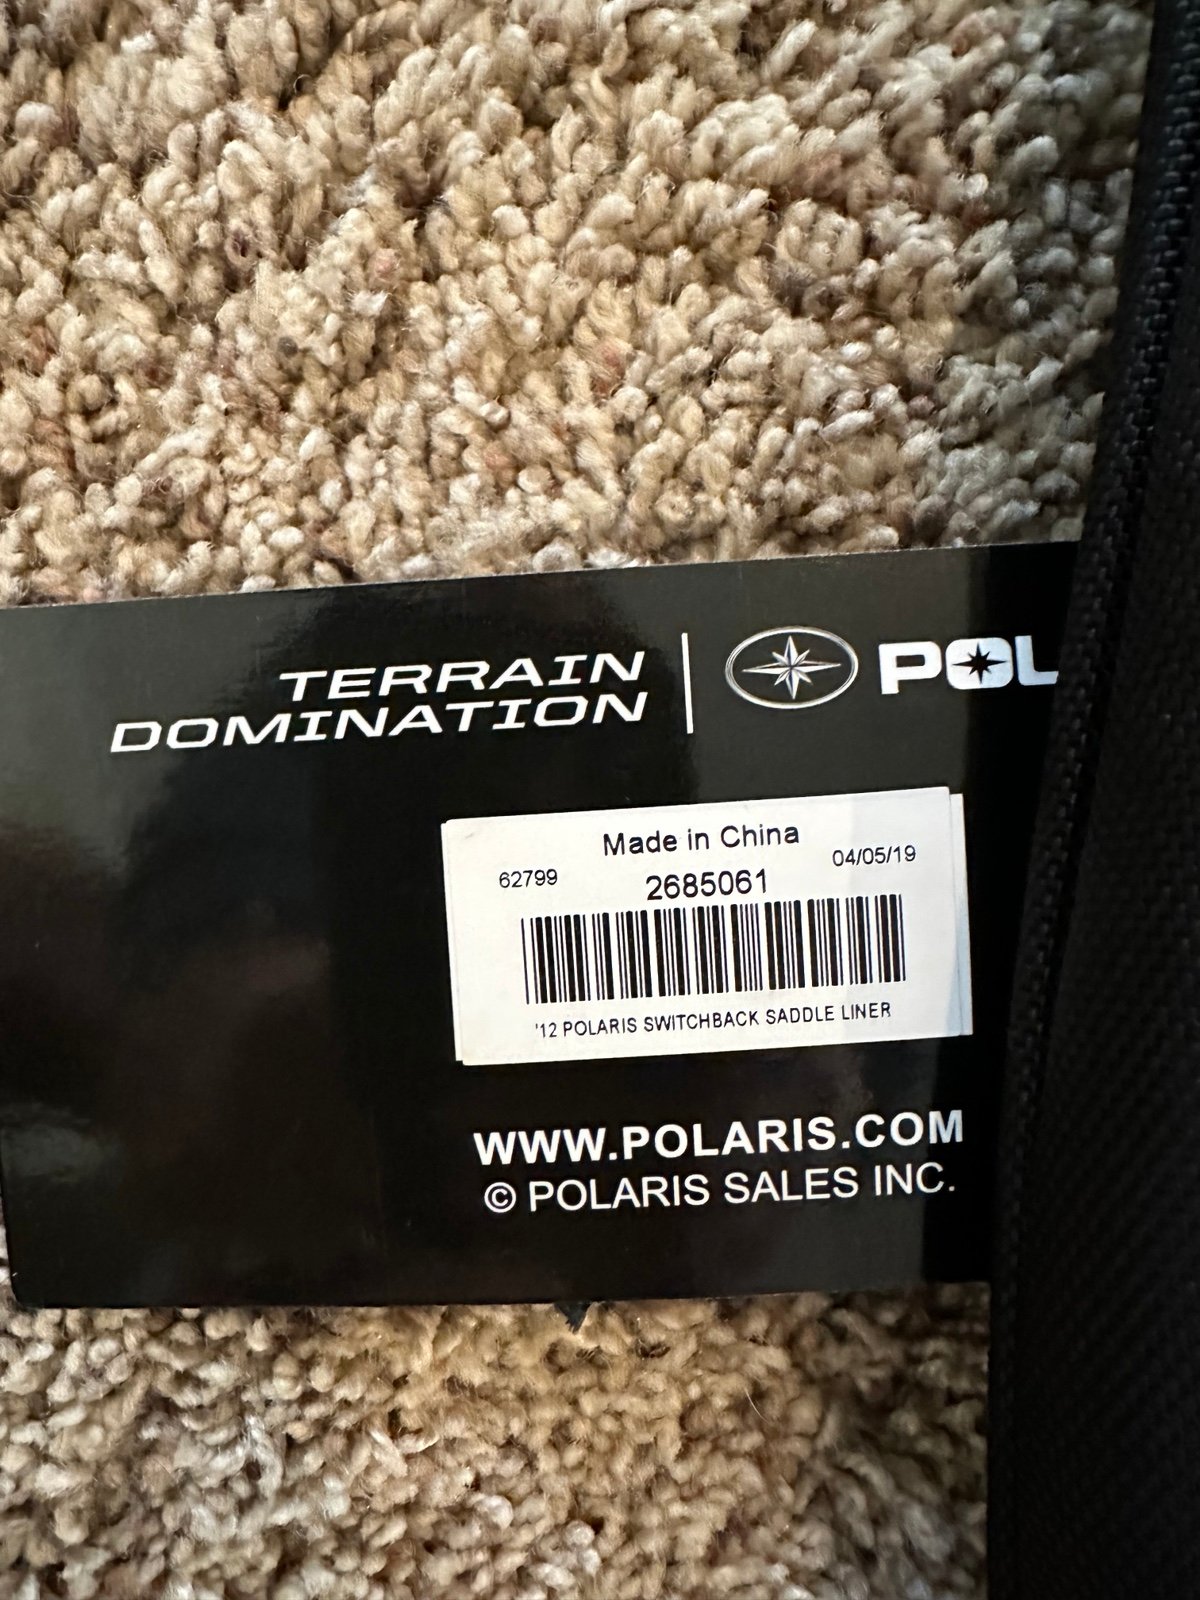 TERRAIN
DOMINATION
POL
Made in China
62799 2685061 04/05/19
'12 POLARIS SWITCHBACK SADDLE LINER
WWW.POLARIS.COM
© POLARIS SALES INC.